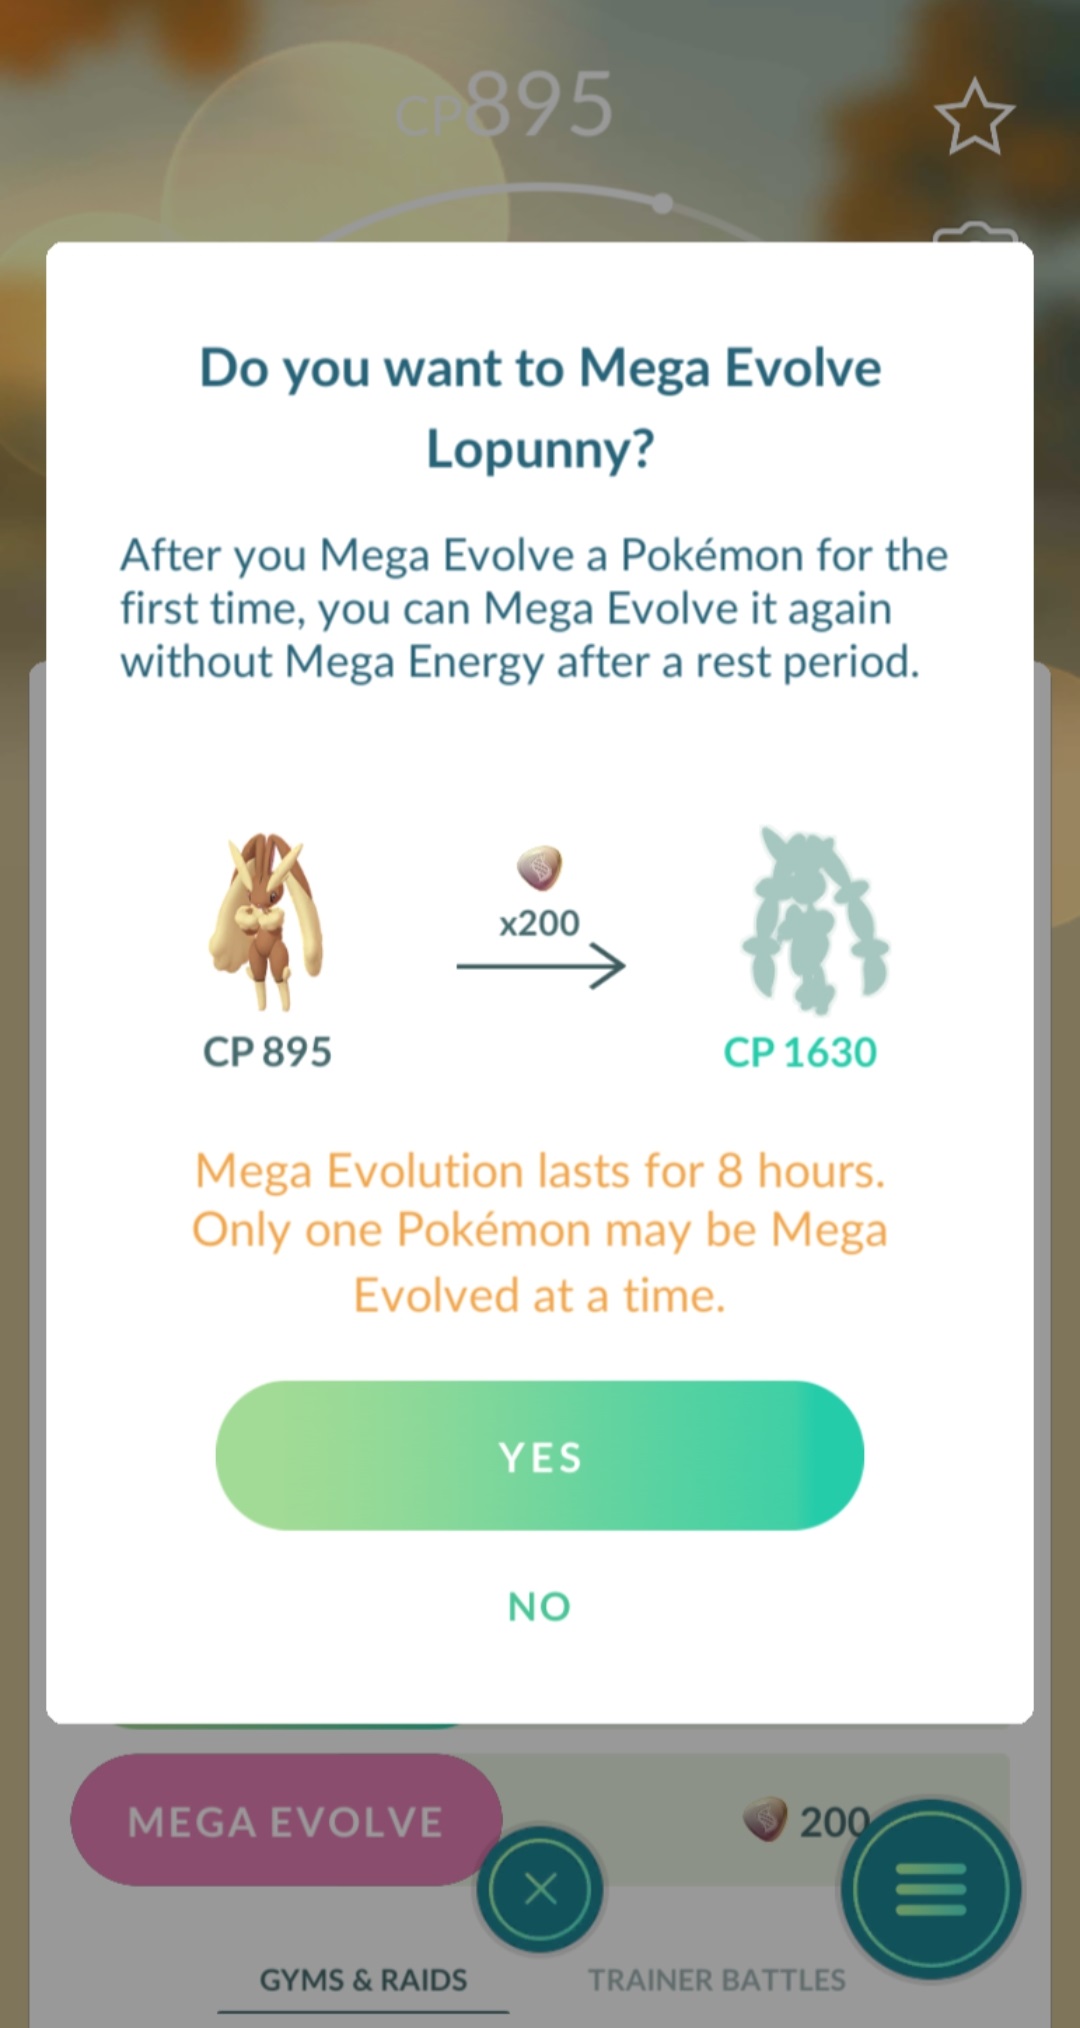 CP895
Do you want to Mega Evolve
Lopunny?
After you Mega Evolve a Pokémon for the
first time, you can Mega Evolve it again
without Mega Energy after a rest period.
x200
CP 895
CP 1630
Mega Evolution lasts for 8 hours.
Only one Pokémon may be Mega
Evolved at a time.
YES
NO
MEGA EVOLVE
200
GYMS & RAIDS
TRAINER BATTLES